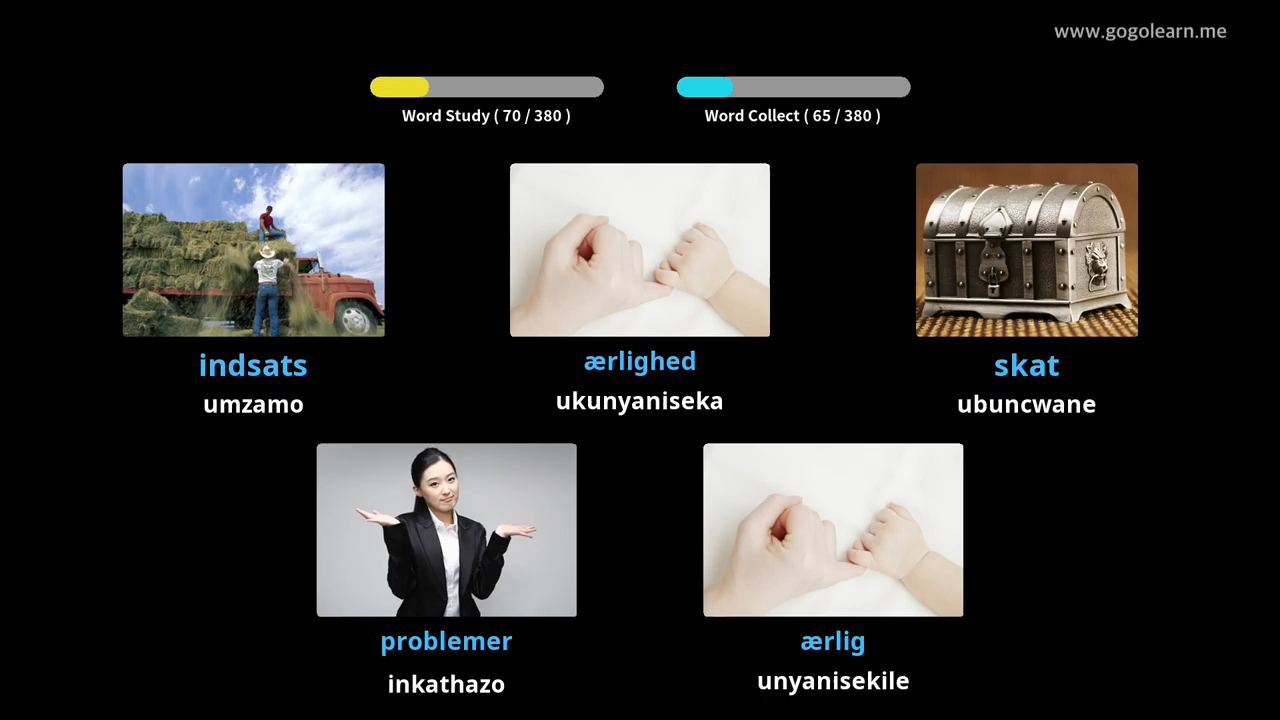 www.gogolearn.me
Word Study ( 70 / 380 )
Word Collect ( 65 / 380 )
indsats
umzamo
ærlighed
ukunyaniseka
skat
ubuncwane
problemer
inkathazo
ærlig
unyanisekile